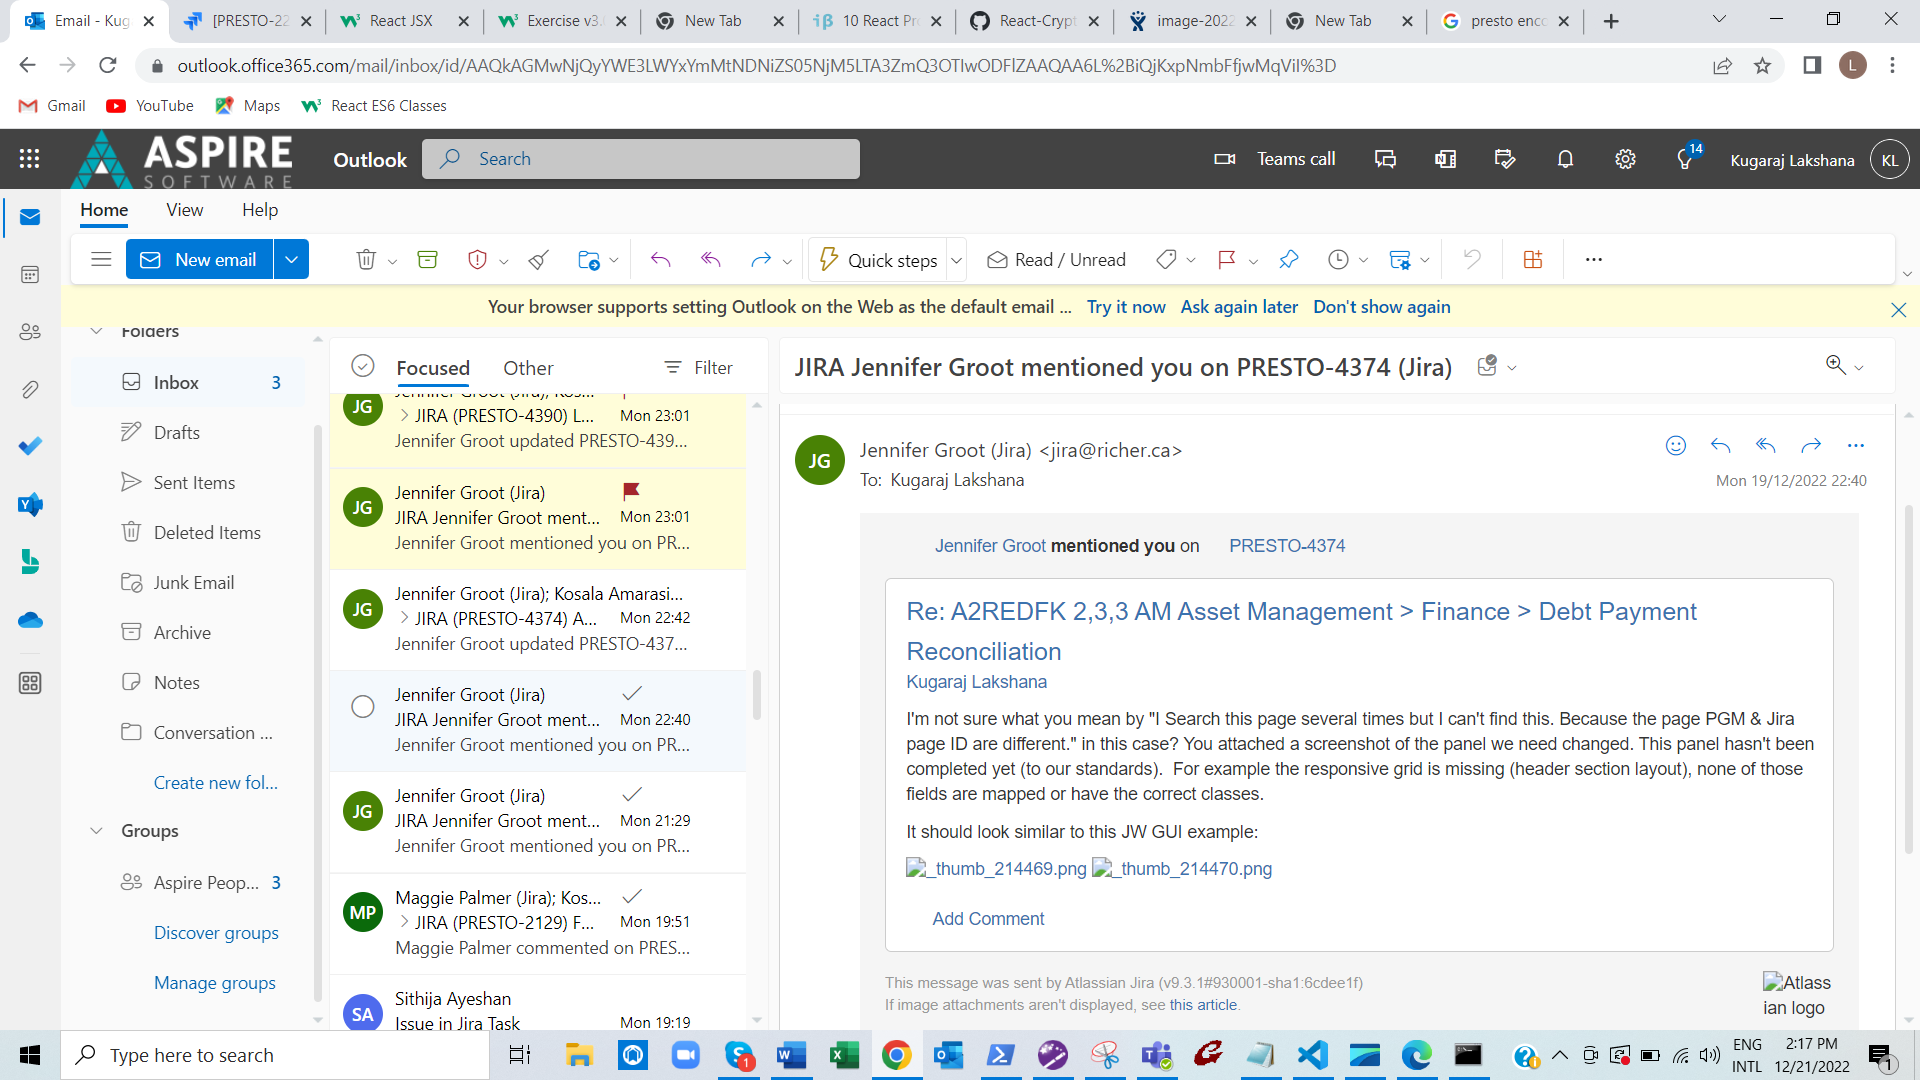 Email - Kug
[PRESTO-22
React JSX
Exercise v3.
New Tab
10 React Pr
React-Crypt
image-2022
New Tab
presto enco
outlook.office365.com/mail/inbox/id/
Gmail
YouTube
Maps
React ES6 Classes
ASPIRE
SOFTWARE
Outlook
Search
Teams call
14
Kugaraj Lakshana
KL
Home
View
Help
New email
Quick steps
Read / Unread
Your browser supports setting Outlook on the Web as the default email ... Try it now Ask again later Don't show again
Folders
Inbox 3
Drafts
Sent Items
Deleted Items
Junk Email
Archive
Notes
Conversation ...
Create new fol...
Groups
Aspire Peop... 3
Discover groups
Manage groups
Focused
Other
Filter
JG
JIRA (PRESTO-4390) L... Mon 23:01
Jennifer Groot updated PRESTO-439...
JG
Jennifer Groot (Jira)
JIRA Jennifer Groot ment... Mon 23:01
Jennifer Groot mentioned you on PR...
JG
Jennifer Groot (Jira); Kosala Amarasi...
JIRA (PRESTO-4374) A... Mon 22:42
Jennifer Groot updated PRESTO-437...
Jennifer Groot (Jira)
JIRA Jennifer Groot ment... Mon 22:40
Jennifer Groot mentioned you on PR...
JG
Jennifer Groot (Jira)
JIRA Jennifer Groot ment... Mon 21:29
Jennifer Groot mentioned you on PR...
MP
Maggie Palmer (Jira); Kos...
JIRA (PRESTO-2129) F... Mon 19:51
Maggie Palmer commented on PRES...
SA
Sithija Ayeshan
Issue in Jira Task Mon 19:19
JIRA Jennifer Groot mentioned you on PRESTO-4374 (Jira)
JG
Jennifer Groot (Jira) <jira@richer.ca>
To: Kugaraj Lakshana
Mon 19/12/2022 22:40
Jennifer Groot mentioned you on PRESTO-4374
Re: A2REDFK 2,3,3 AM Asset Management > Finance > Debt Payment
Reconciliation
Kugaraj Lakshana
I'm not sure what you mean by "I Search this page several times but I can't find this. Because the page PGM & Jira
page ID are different." in this case? You attached a screenshot of the panel we need changed. This panel hasn't been
completed yet (to our standards). For example the responsive grid is missing (header section layout), none of those
fields are mapped or have the correct classes.
It should look similar to this JW GUI example:
_thumb_214469.png _thumb_214470.png
Add Comment
This message was sent by Atlassian Jira (v9.3.1#930001-sha1:6cdee1f)
If image attachments aren't displayed, see this article.
Atlass
ian logo
Type here to search
1
ENG
INTL
2:17 PM
12/21/2022
1